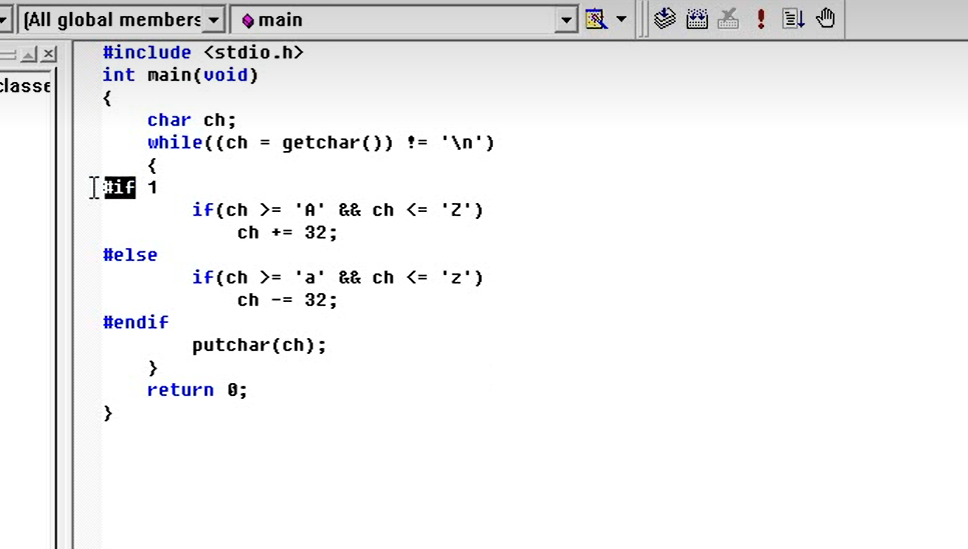 (All global members
main
classe
#include <stdio.h>
int main(void)
{
char ch;
while((ch = getchar()) != '\n')
{
#if 1
if(ch >= 'A' && ch <= 'Z')
ch += 32;
#else
if(ch >= 'a' && ch <= 'z')
ch -= 32;
#endif
putchar(ch);
}
return 0;
}